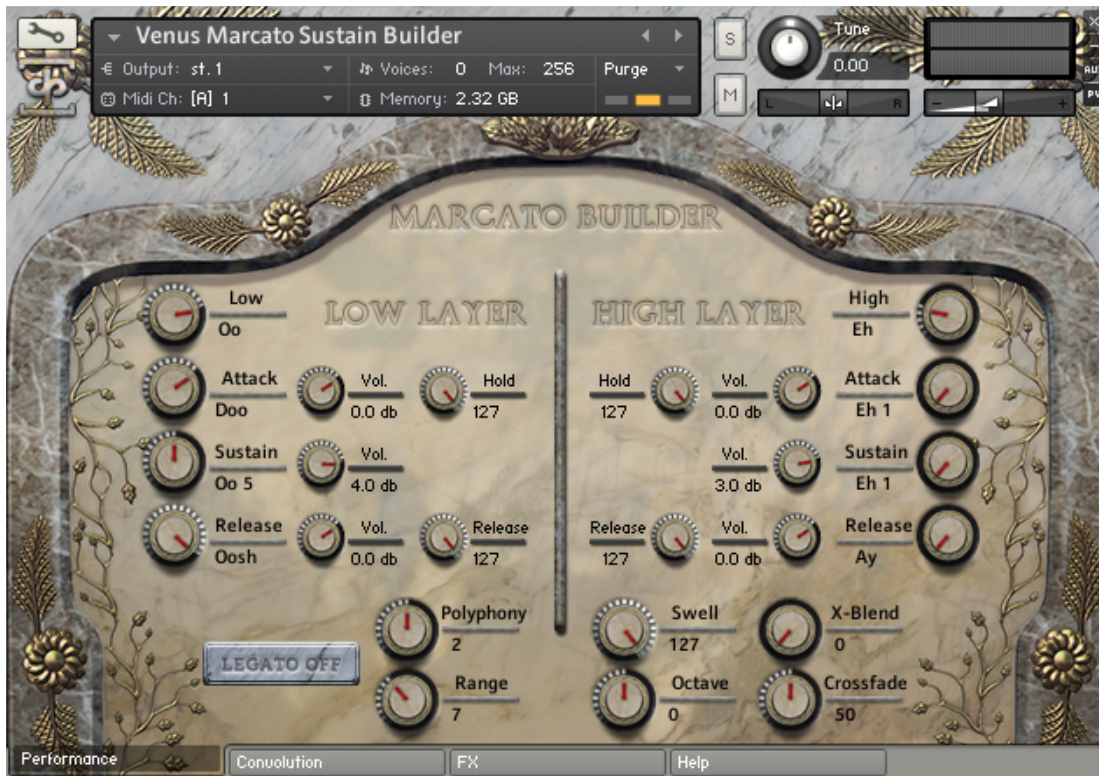 Venus Marcato Sustain Builder
Output: st. 1 Voices: 0 Max: 256 Purge
Midi Ch: [A] 1 Memory: 2.32 GB
S
M
Tune
0.00
L R
- +
AU
PV
MARCATO BUILDER
LOW LAYER HIGH LAYER
Low
Oo
High
Eh
Attack Vol. Hold
Doo 0.0 db 127
Hold Vol. Attack
127 0.0 db Eh 1
Sustain Vol.
Oo 5 4.0 db
Vol. Sustain
3.0 db Eh 1
Release Vol. Release
Oosh 0.0 db 127
Release Vol. Release
127 0.0 db Ay
Polyphony
2
Swell X-Blend
127 0
LEGATO OFF
Range
7
Octave Crossfade
0 50
Performance Convolution FX Help